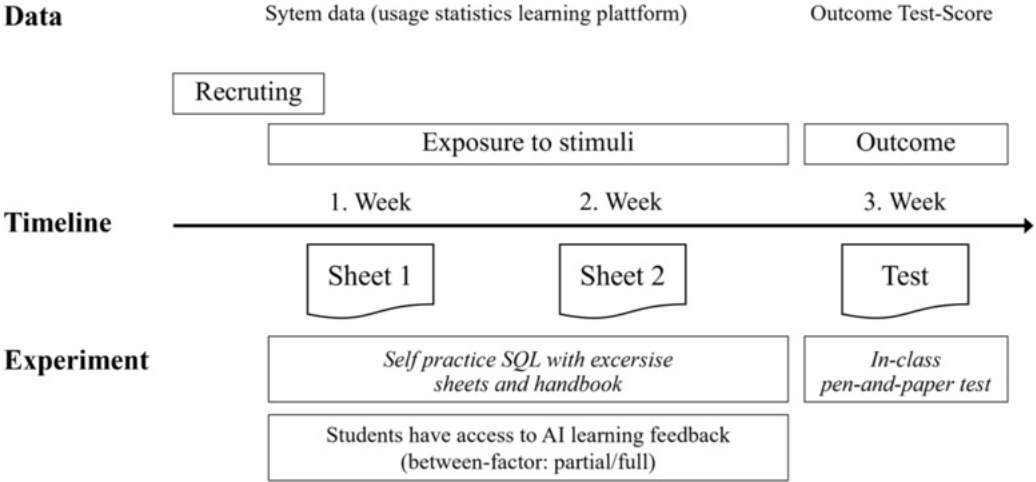 Data
Sytem data (usage statistics learning plattform)
Outcome Test-Score
Recruting
Exposure to stimuli
Outcome
Timeline
1. Week
2. Week
3. Week
Sheet 1
Sheet 2
Test
Experiment
Self practice SQL with excersise
sheets and handbook
In-class
pen-and-paper test
Students have access to AI learning feedback
(between-factor: partial/full)